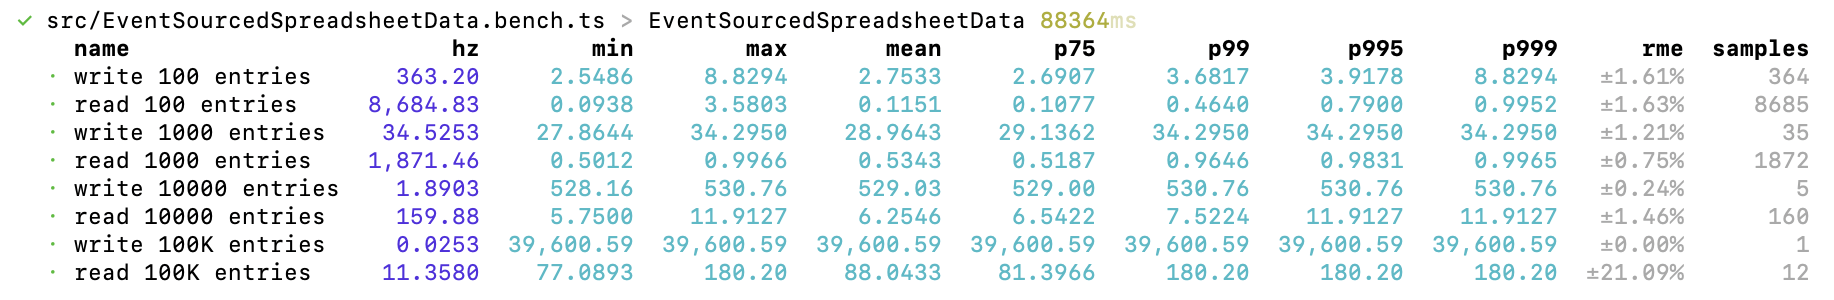 ✓ src/EventSourcedSpreadsheetData.bench.ts > EventSourcedSpreadsheetData 88364ms
name hz min max mean p75 p99 p995 p999 rme samples
· write 100 entries 363.20 2.5486 8.8294 2.7533 2.6907 3.6817 3.9178 8.8294 ±1.61% 364
· read 100 entries 8,684.83 0.0938 3.5803 0.1151 0.1077 0.4640 0.7900 0.9952 ±1.63% 8685
· write 1000 entries 34.5253 27.8644 34.2950 28.9643 29.1362 34.2950 34.2950 34.2950 ±1.21% 35
· read 1000 entries 1,871.46 0.5012 0.9966 0.5343 0.5187 0.9646 0.9831 0.9965 ±0.75% 1872
· write 10000 entries 1.8903 528.16 530.76 529.03 529.00 530.76 530.76 530.76 ±0.24% 5
· read 10000 entries 159.88 5.7500 11.9127 6.2546 6.5422 7.5224 11.9127 11.9127 ±1.46% 160
· write 100K entries 0.0253 39,600.59 39,600.59 39,600.59 39,600.59 39,600.59 39,600.59 39,600.59 ±0.00% 1
· read 100K entries 11.3580 77.0893 180.20 88.0433 81.3966 180.20 180.20 180.20 ±21.09% 12